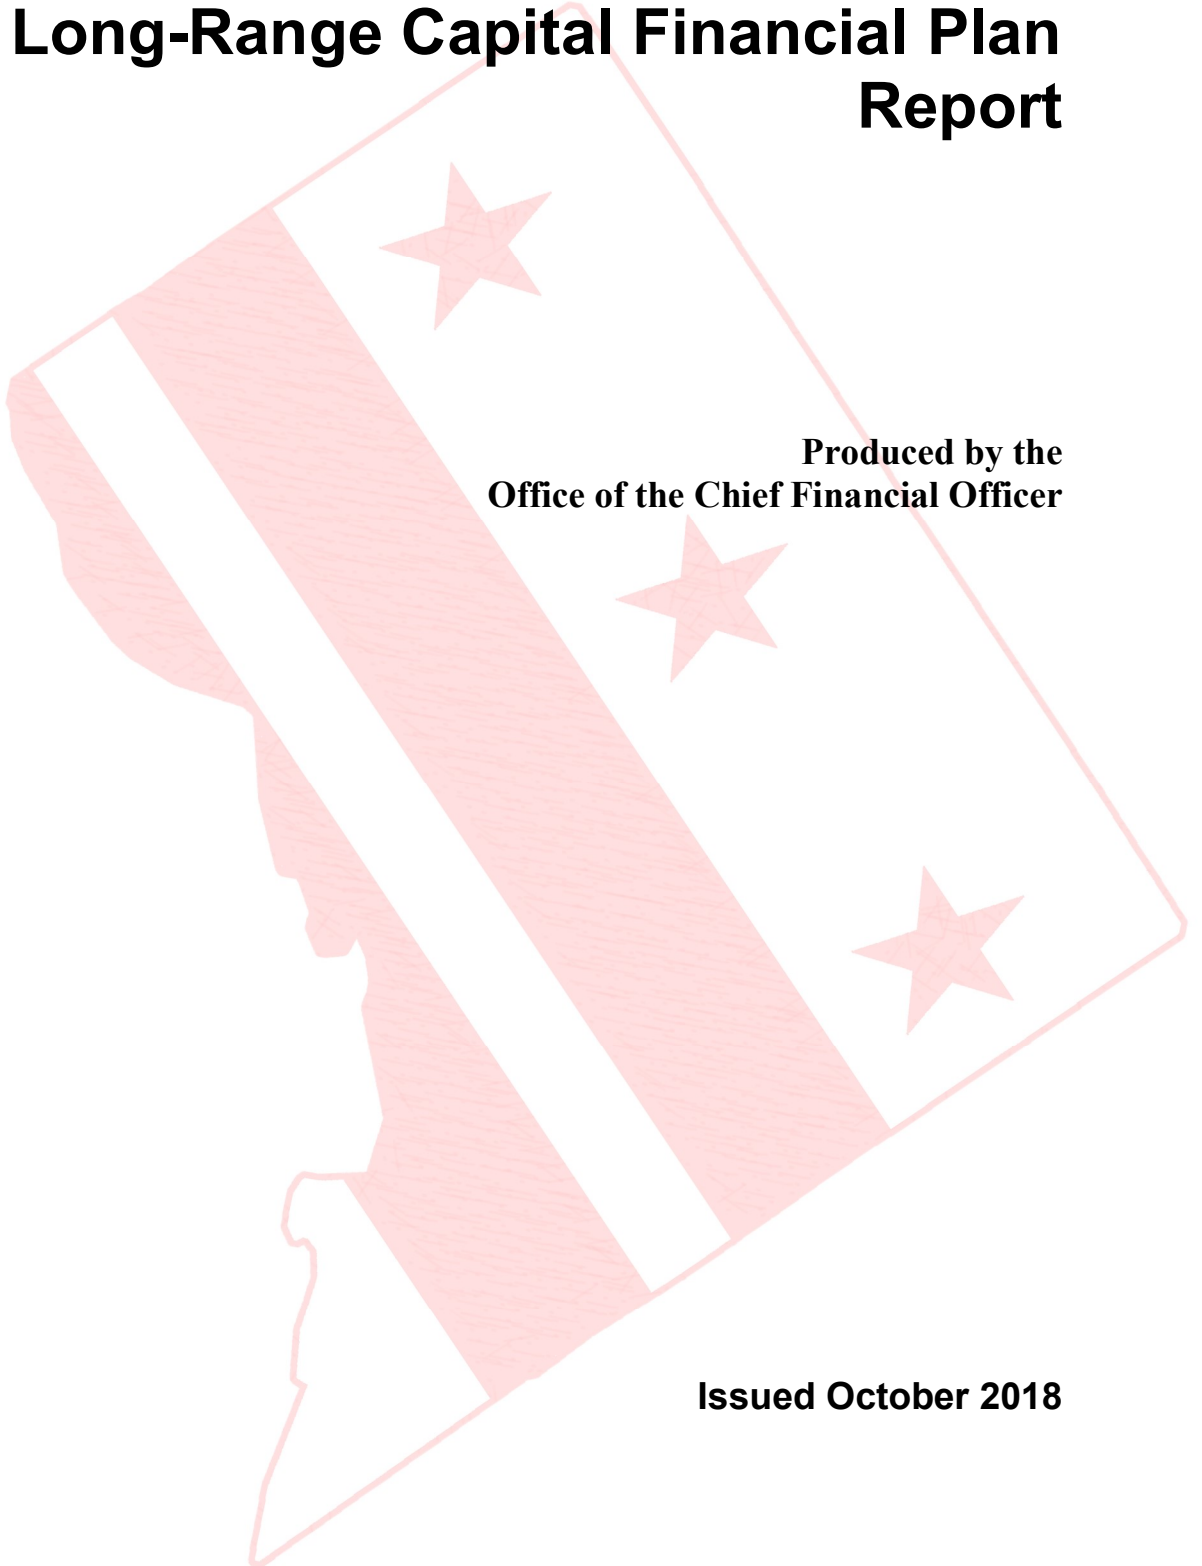 Long-Range Capital Financial Plan
Report
Produced by the
Office of the Chief Financial Officer
Issued October 2018